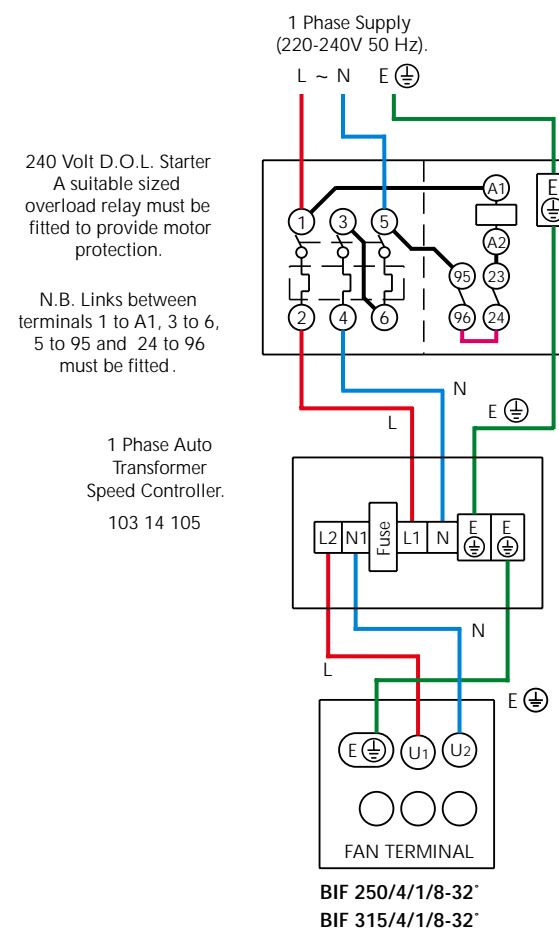 1 Phase Supply
(220-240V 50 Hz).
L ~ N E
240 Volt D.O.L. Starter
A suitable sized
overload relay must be
fitted to provide motor
protection.
N.B. Links between
terminals 1 to A1, 3 to 6,
5 to 95 and 24 to 96
must be fitted.
A1
E
1 3 5
A2
95 23
2 4 6
96 24
N
L
E
1 Phase Auto
Transformer
Speed Controller.
103 14 105
L2 N1 Fuse L1 N E E
N
L
E
E U1 U2
FAN TERMINAL
BIF 250/4/1/8-32°
BIF 315/4/1/8-32°